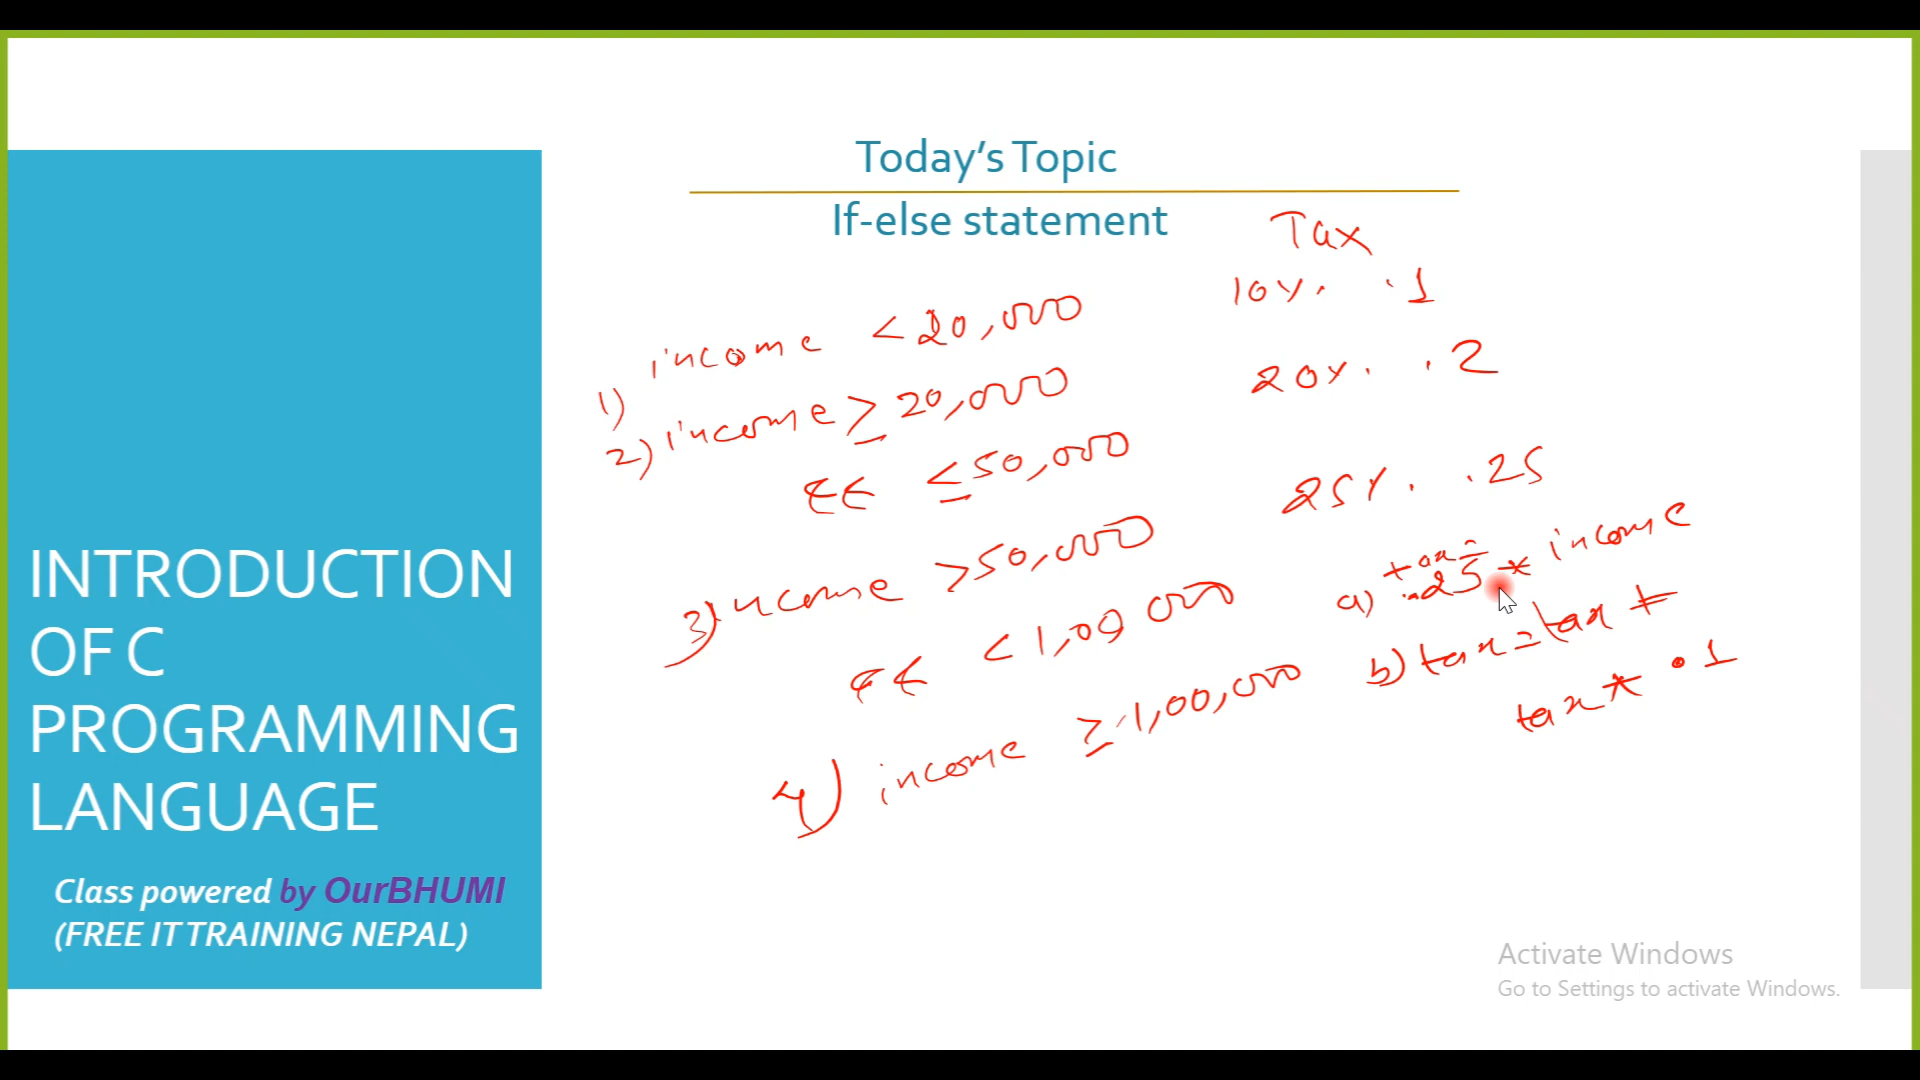 Today's Topic
If-else statement
Tax
1) income < 20,000 10%. .1
2) income ≥ 20,000 20%. .2
&& ≤ 50,000
3) income > 50,000 25%. .25
&& < 1,00,000
4) income ≥ 1,00,000
a) tax = .25 * income
b) tax = tax +
tax * .1
INTRODUCTION
OF C
PROGRAMMING
LANGUAGE
Class powered by OurBHUMI
(FREE IT TRAINING NEPAL)
Activate Windows
Go to Settings to activate Windows.